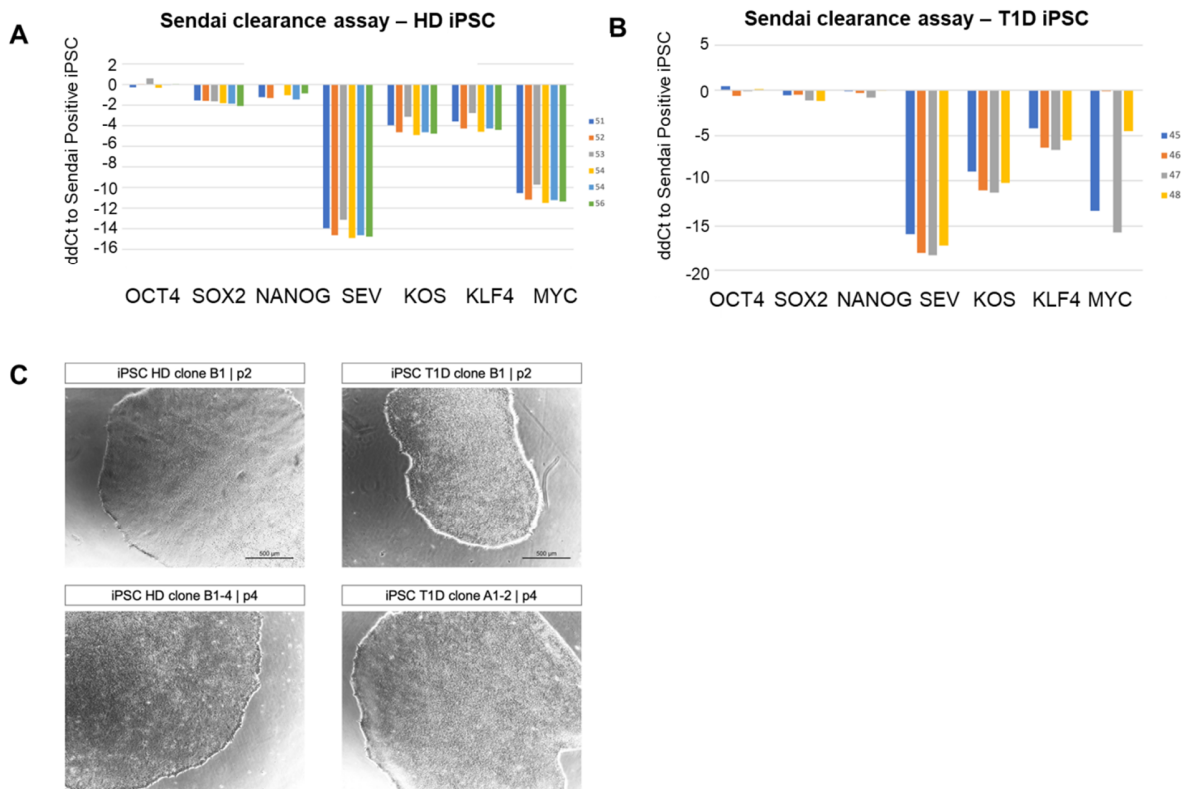 A
Sendai clearance assay – HD iPSC
ddCt to Sendai Positive iPSC
2
0
-2
-4
-6
-8
-10
-12
-14
-16
51
52
53
54
54
56
OCT4 SOX2 NANOG SEV KOS KLF4 MYC
B
Sendai clearance assay – T1D iPSC
ddCt to Sendai Positive iPSC
5
0
-5
-10
-15
-20
45
46
47
48
OCT4 SOX2 NANOG SEV KOS KLF4 MYC
C
iPSC HD clone B1 | p2
500 µm
iPSC T1D clone B1 | p2
500 µm
iPSC HD clone B1-4 | p4
iPSC T1D clone A1-2 | p4